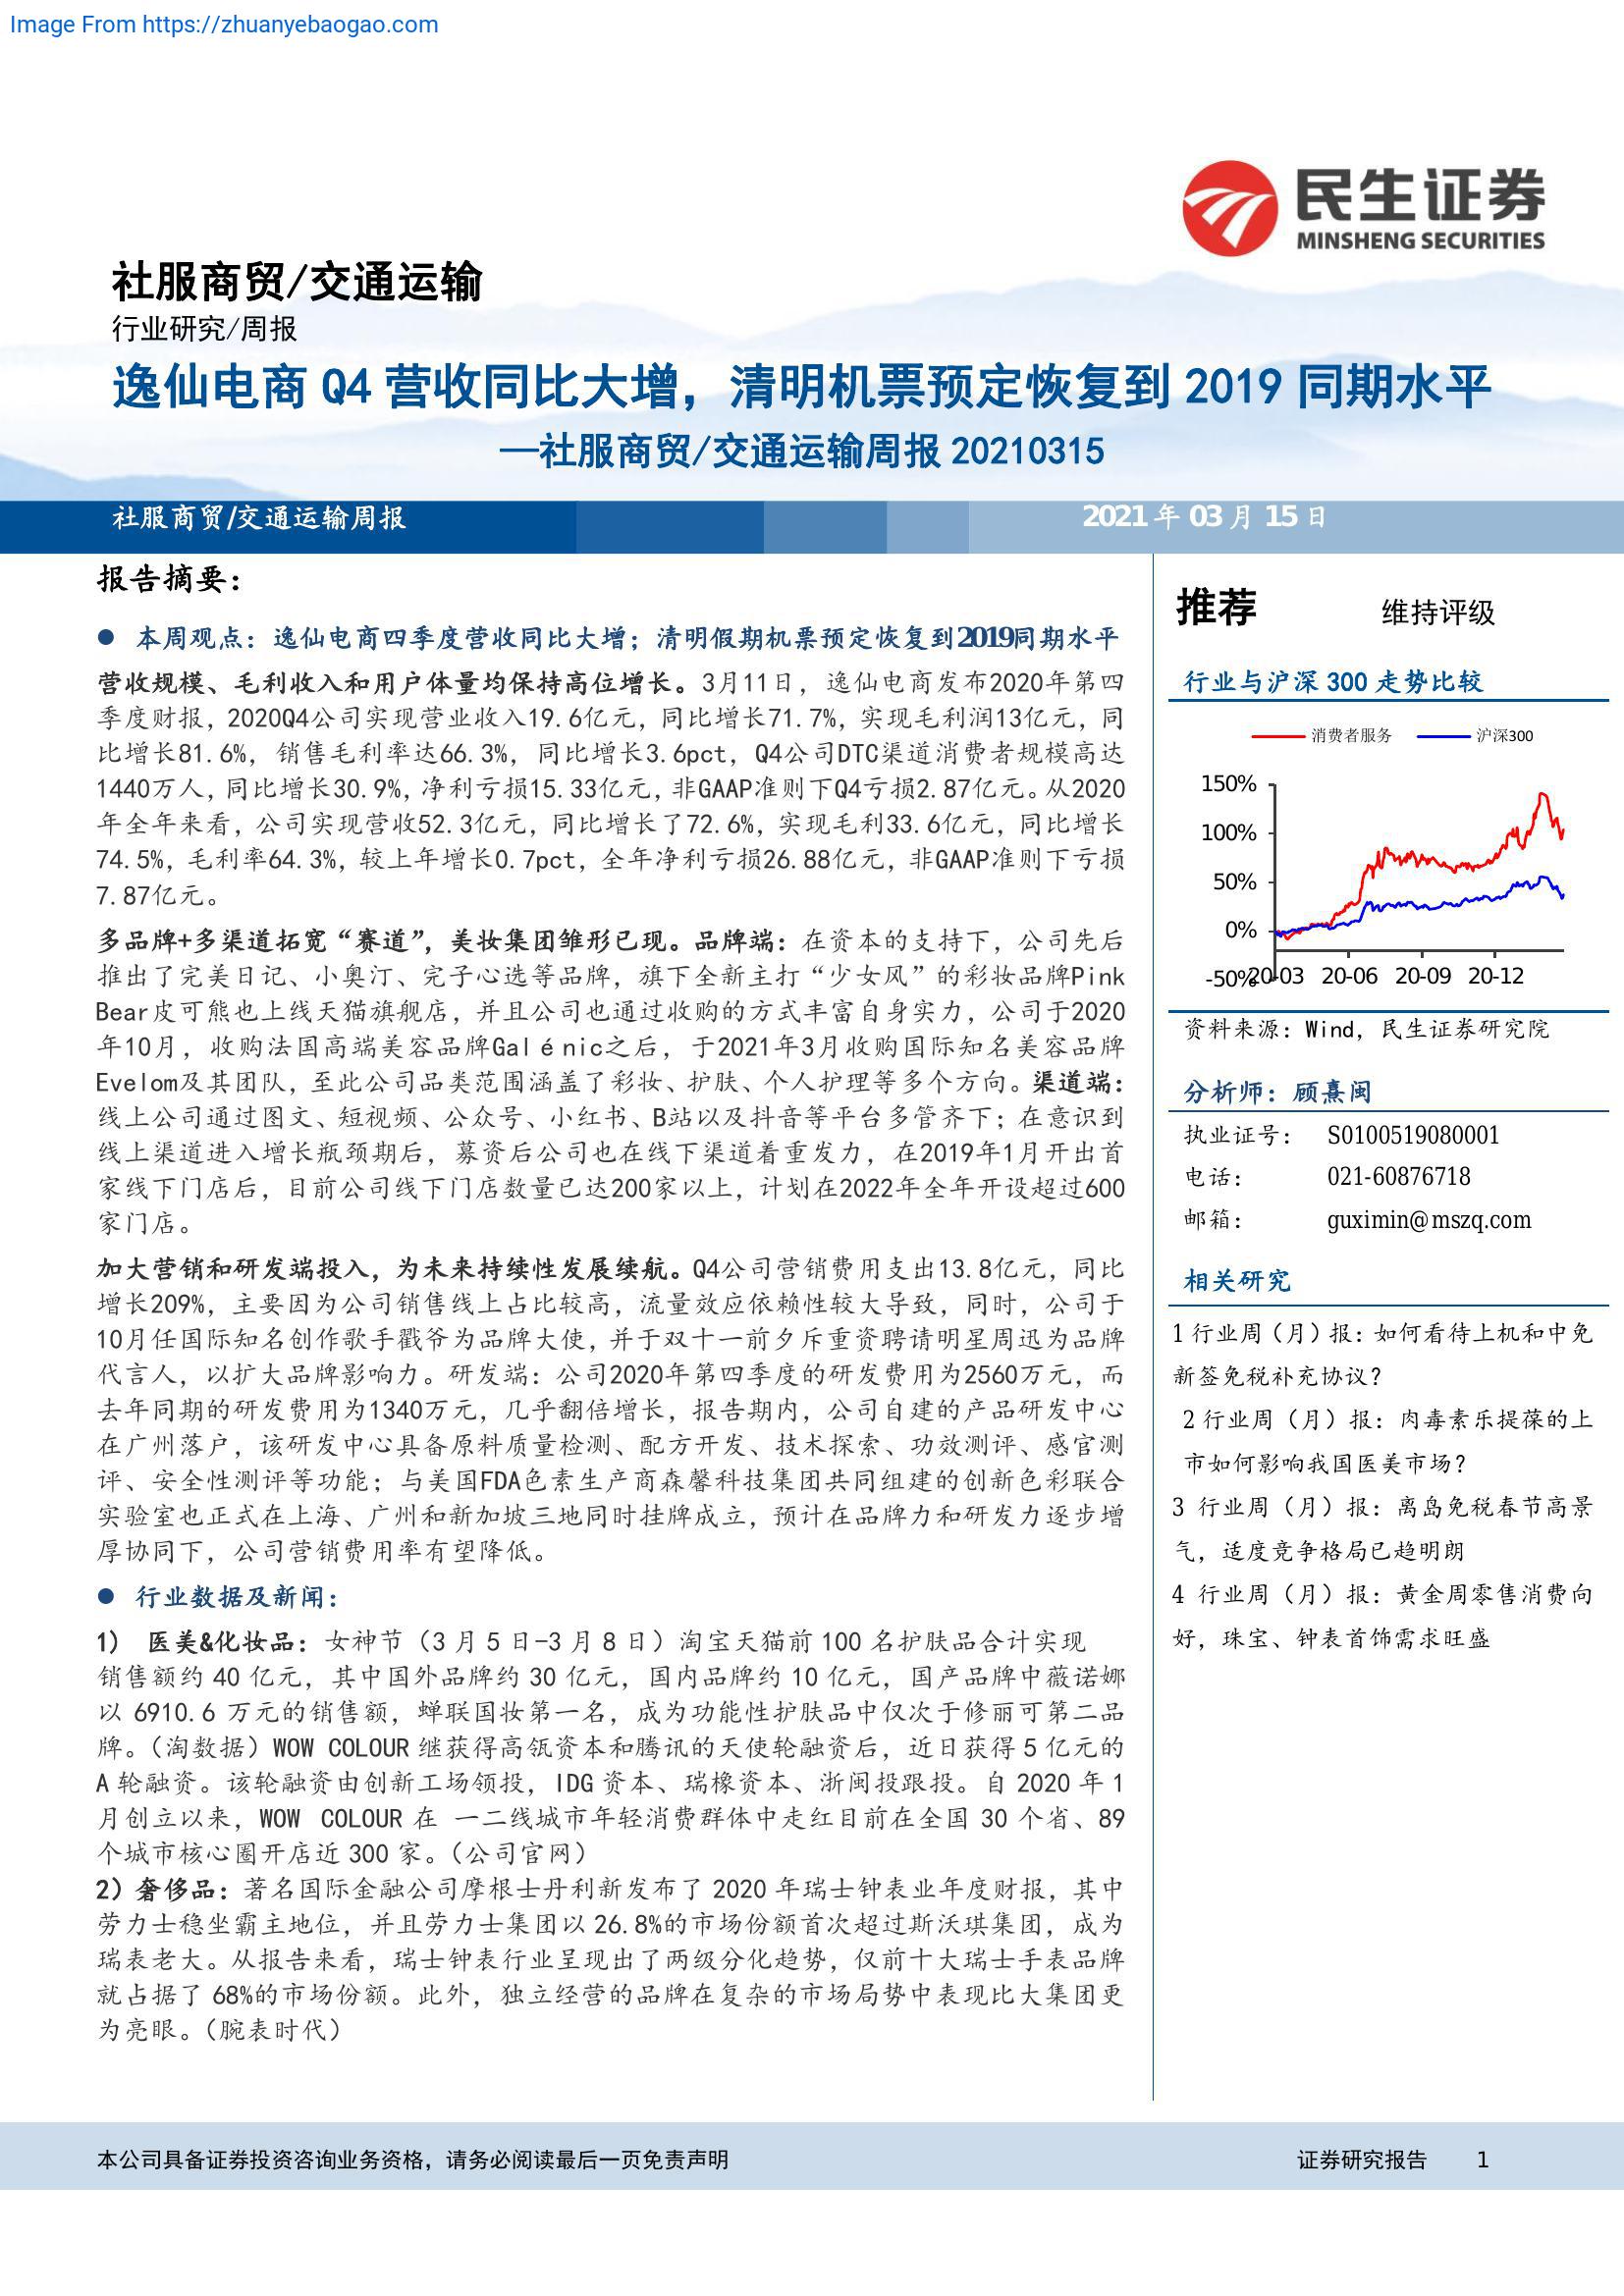 Image From https://zhuanyebaogao.com
民生证券
MINSHENG SECURITIES
社服商贸/交通运输
行业研究/周报
逸仙电商 Q4 营收同比大增，清明机票预定恢复到 2019 同期水平
—社服商贸/交通运输周报 20210315
社服商贸/交通运输周报
2021 年 03 月 15 日
报告摘要：
● 本周观点：逸仙电商四季度营收同比大增；清明假期机票预定恢复到2019同期水平
营收规模、毛利收入和用户体量均保持高位增长。3月11日，逸仙电商发布2020年第四
季度财报，2020Q4公司实现营业收入19.6亿元，同比增长71.7%，实现毛利润13亿元，同
比增长81.6%，销售毛利率达66.3%，同比增长3.6pct，Q4公司DTC渠道消费者规模高达
1440万人，同比增长30.9%，净利亏损15.33亿元，非GAAP准则下Q4亏损2.87亿元。从2020
年全年来看，公司实现营收52.3亿元，同比增长了72.6%，实现毛利33.6亿元，同比增长
74.5%，毛利率64.3%，较上年增长0.7pct，全年净利亏损26.88亿元，非GAAP准则下亏损
7.87亿元。
多品牌+多渠道拓宽“赛道”，美妆集团雏形已现。品牌端：在资本的支持下，公司先后
推出了完美日记、小奥汀、完子心选等品牌，旗下全新主打“少女风”的彩妆品牌Pink
Bear皮可熊也上线天猫旗舰店，并且公司也通过收购的方式丰富自身实力，公司于2020
年10月，收购法国高端美容品牌Galénic之后，于2021年3月收购国际知名美容品牌
Evelom及其团队，至此公司品类范围涵盖了彩妆、护肤、个人护理等多个方向。渠道端：
线上公司通过图文、短视频、公众号、小红书、B站以及抖音等平台多管齐下；在意识到
线上渠道进入增长瓶颈期后，募资后公司也在线下渠道着重发力，在2019年1月开出首
家线下门店后，目前公司线下门店数量已达200家以上，计划在2022年全年开设超过600
家门店。
加大营销和研发端投入，为未来持续性发展续航。Q4公司营销费用支出13.8亿元，同比
增长209%，主要因为公司销售线上占比较高，流量效应依赖性较大导致，同时，公司于
10月任国际知名创作歌手戳爷为品牌大使，并于双十一前夕斥重资聘请明星周迅为品牌
代言人，以扩大品牌影响力。研发端：公司2020年第四季度的研发费用为2560万元，而
去年同期的研发费用为1340万元，几乎翻倍增长，报告期内，公司自建的产品研发中心
在广州落户，该研发中心具备原料质量检测、配方开发、技术探索、功效测评、感官测
评、安全性测评等功能；与美国FDA色素生产商森馨科技集团共同组建的创新色彩联合
实验室也正式在上海、广州和新加坡三地同时挂牌成立，预计在品牌力和研发力逐步增
厚协同下，公司营销费用率有望降低。
● 行业数据及新闻：
1） 医美&化妆品：女神节（3 月 5 日-3 月 8 日）淘宝天猫前 100 名护肤品合计实现
销售额约 40 亿元，其中国外品牌约 30 亿元，国内品牌约 10 亿元，国产品牌中薇诺娜
以 6910.6 万元的销售额，蝉联国妆第一名，成为功能性护肤品中仅次于修丽可第二品
牌。（淘数据）WOW COLOUR 继获得高瓴资本和腾讯的天使轮融资后，近日获得 5 亿元的
A 轮融资。该轮融资由创新工场领投，IDG 资本、瑞橡资本、浙闽投跟投。自 2020 年 1
月创立以来，WOW COLOUR 在 一二线城市年轻消费群体中走红目前在全国 30 个省、89
个城市核心圈开店近 300 家。（公司官网）
2）奢侈品：著名国际金融公司摩根士丹利新发布了 2020 年瑞士钟表业年度财报，其中
劳力士稳坐霸主地位，并且劳力士集团以 26.8%的市场份额首次超过斯沃琪集团，成为
瑞表老大。从报告来看，瑞士钟表行业呈现出了两级分化趋势，仅前十大瑞士手表品牌
就占据了 68%的市场份额。此外，独立经营的品牌在复杂的市场局势中表现比大集团更
为亮眼。（腕表时代）
推荐 维持评级
行业与沪深 300 走势比较
消费者服务 沪深300
150%
100%
50%
0%
-50%
20-03 20-06 20-09 20-12
资料来源：Wind，民生证券研究院
分析师：顾熹闽
执业证号： S0100519080001
电话： 021-60876718
邮箱： guximin@mszq.com
相关研究
1 行业周（月）报：如何看待上机和中免
新签免税补充协议？
2 行业周（月）报：肉毒素乐提葆的上
市如何影响我国医美市场？
3 行业周（月）报：离岛免税春节高景
气，适度竞争格局已趋明朗
4 行业周（月）报：黄金周零售消费向
好，珠宝、钟表首饰需求旺盛
本公司具备证券投资咨询业务资格，请务必阅读最后一页免责声明
证券研究报告 1